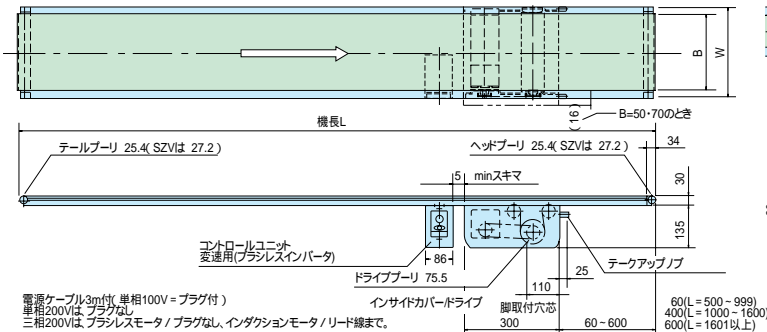 B
W
(16)
B=50・70のとき
機長L
34
テールプーリ 25.4( SZVは 27.2 )
ヘッドプーリ 25.4( SZVは 27.2 )
5
minスキマ
30
135
コントロールユニット
変速用(ブラシレスインバータ)
86
25
テークアップノブ
ドライブプーリ 75.5
110
電源ケーブル3m付( 単相100V = プラグ付 )
単相200Vは、プラグなし
三相200Vは、ブラシレスモータ / プラグなし、インダクションモータ / リード線まで。
インサイドカバー/ドライブ
脚取付穴芯
300
60~600
60(L = 500 ~ 999)
400(L = 1000 ~ 1600)
600(L = 1601以上)